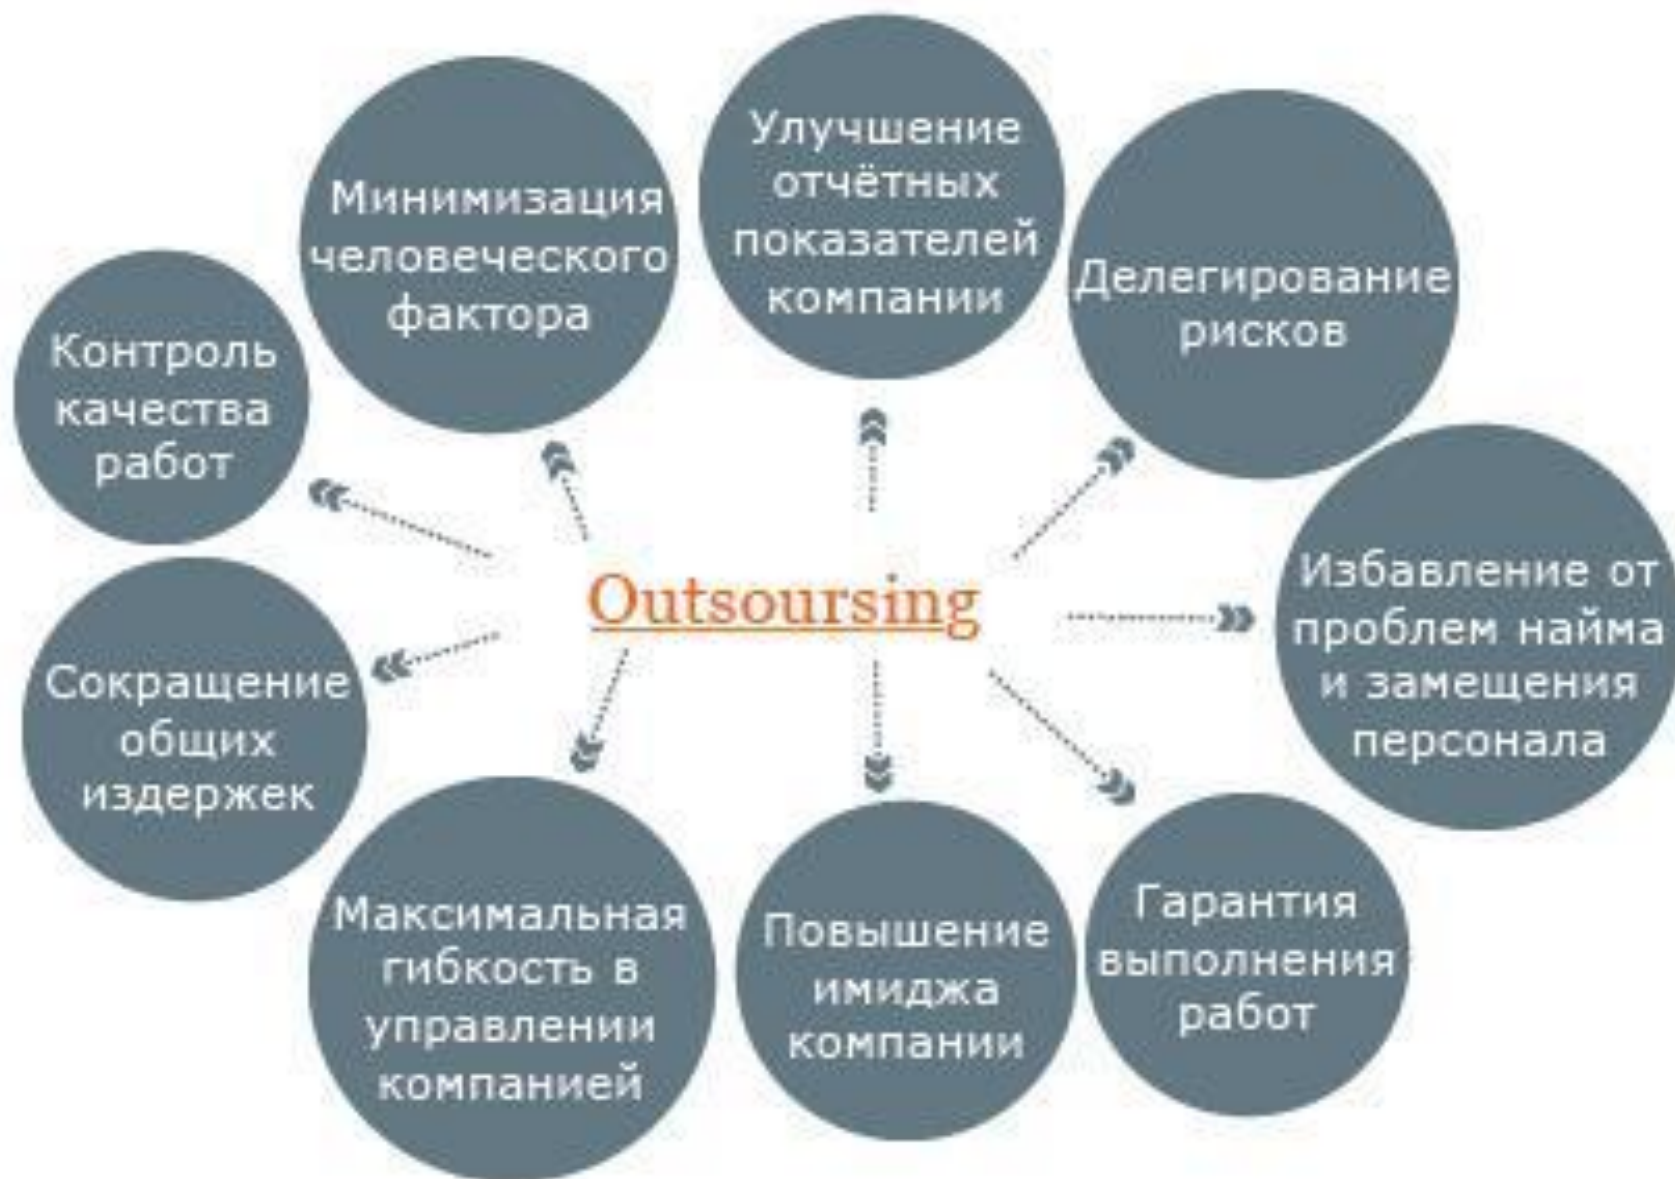 Улучшение
отчётных
показателей
компании
Минимизация
человеческого
фактора
Делегирование
рисков
Контроль
качества
работ
Outsoursing
Избавление от
проблем найма
и замещения
персонала
Сокращение
общих
издержек
Максимальная
гибкость в
управлении
компанией
Повышение
имиджа
компании
Гарантия
выполнения
работ